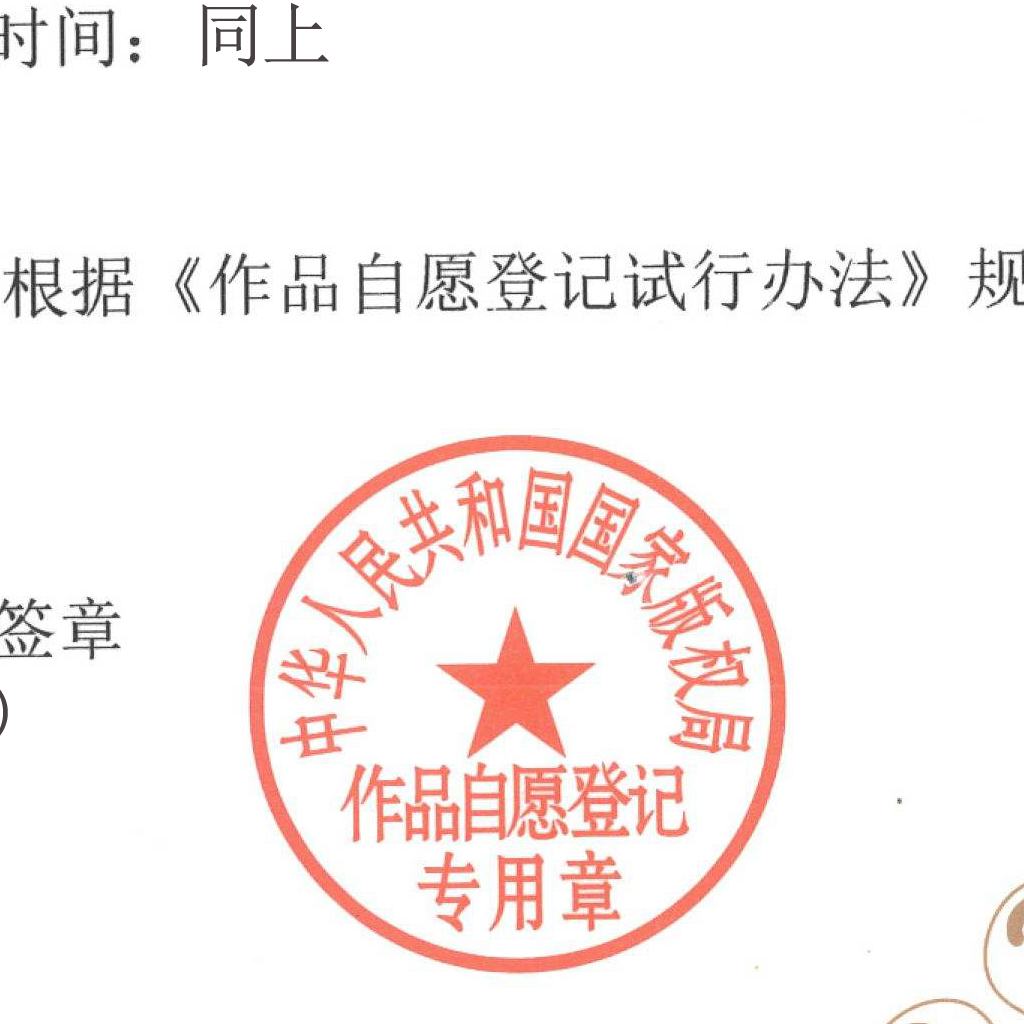 时间： 同上
根据《作品自愿登记试行办法》规
签章
）
中华人民共和国国家版权局
作品自愿登记
专用章